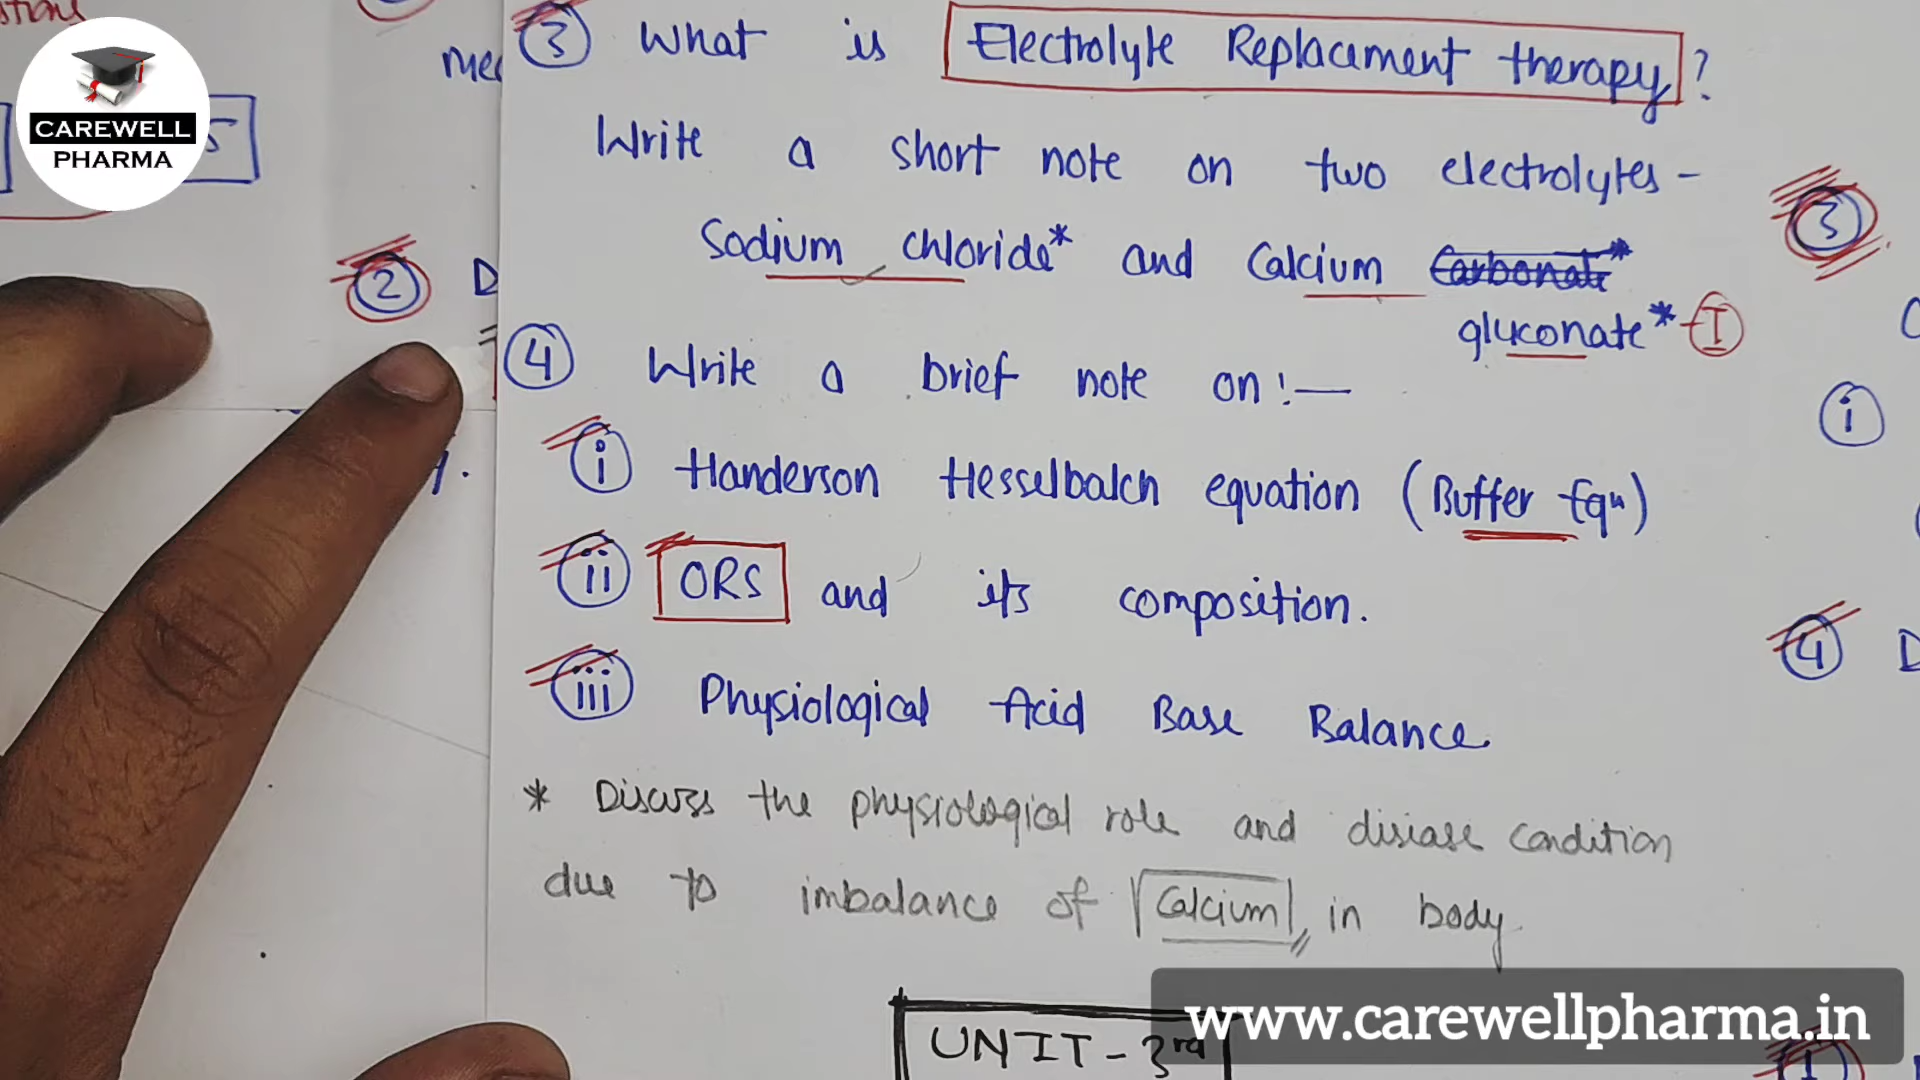 CAREWELL
PHARMA
5
③ What is Electrolyte Replacement therapy?
Write a short note on two electrolytes -
Sodium chloride* and Calcium Carbonate*
gluconate* - I
④ Write a brief note on :—
i Handerson Hesselbalch equation (Buffer Eqn)
ii ORS and its composition.
iii Physiological Acid Base Balance
* Discuss the physiological role and disease condition
due to imbalance of Calcium, in body
UNIT - 3rd
②
③
i
④
www.carewellpharma.in